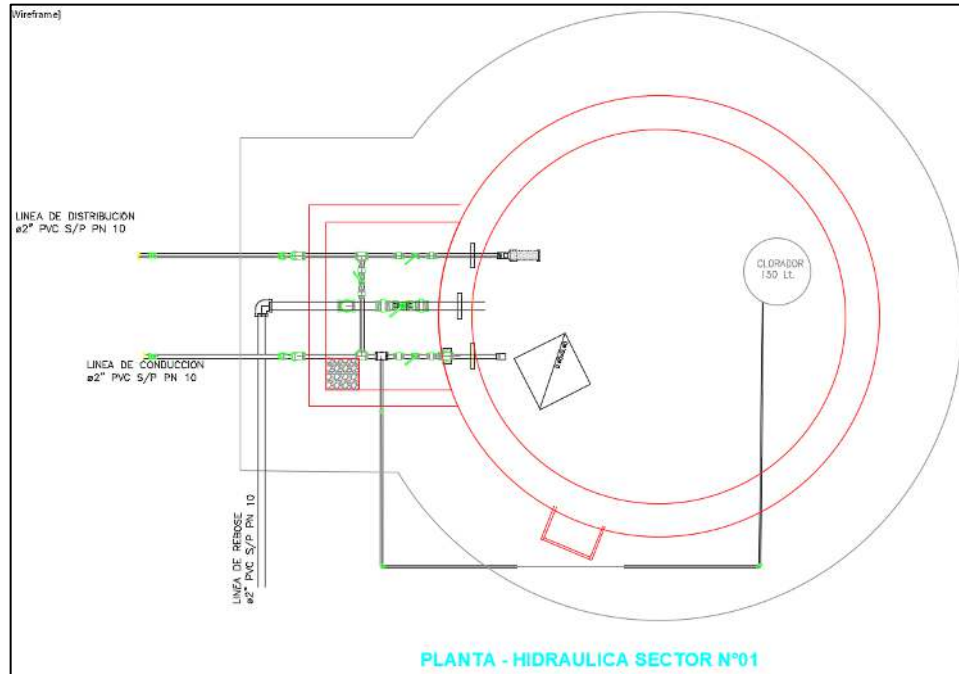 Wireframe]
LINEA DE DISTRIBUCION
ø2" PVC S/P PN 10
CLORADOR
150 Lt.
LINEA DE CONDUCCION
ø2" PVC S/P PN 10
LINEA DE REBOSE
ø2" PVC S/P PN 10
PLANTA - HIDRAULICA SECTOR N°01